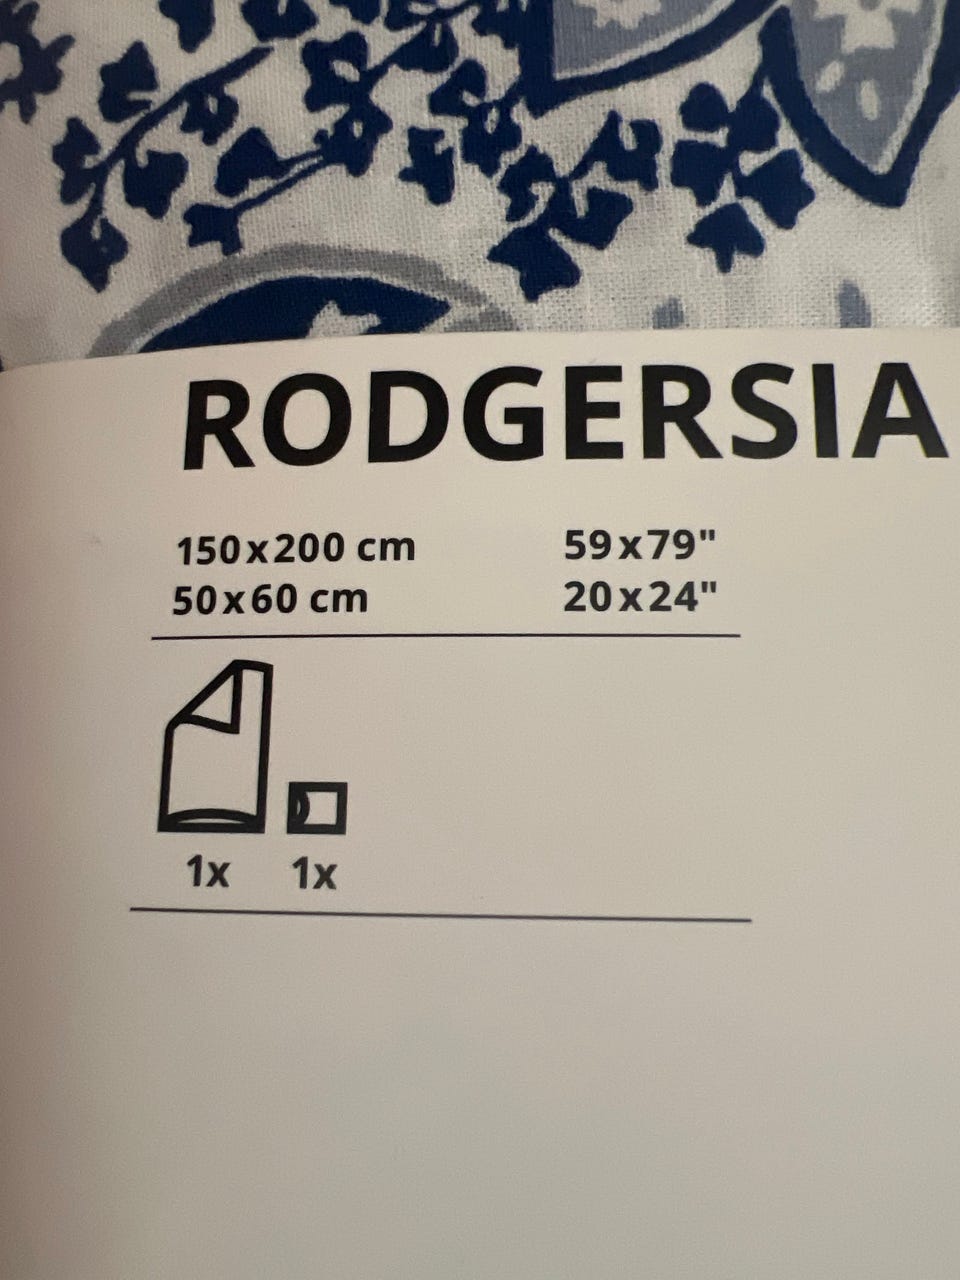 RODGERSIA
150x200 cm 59x79"
50x60 cm 20x24"
1x 1x